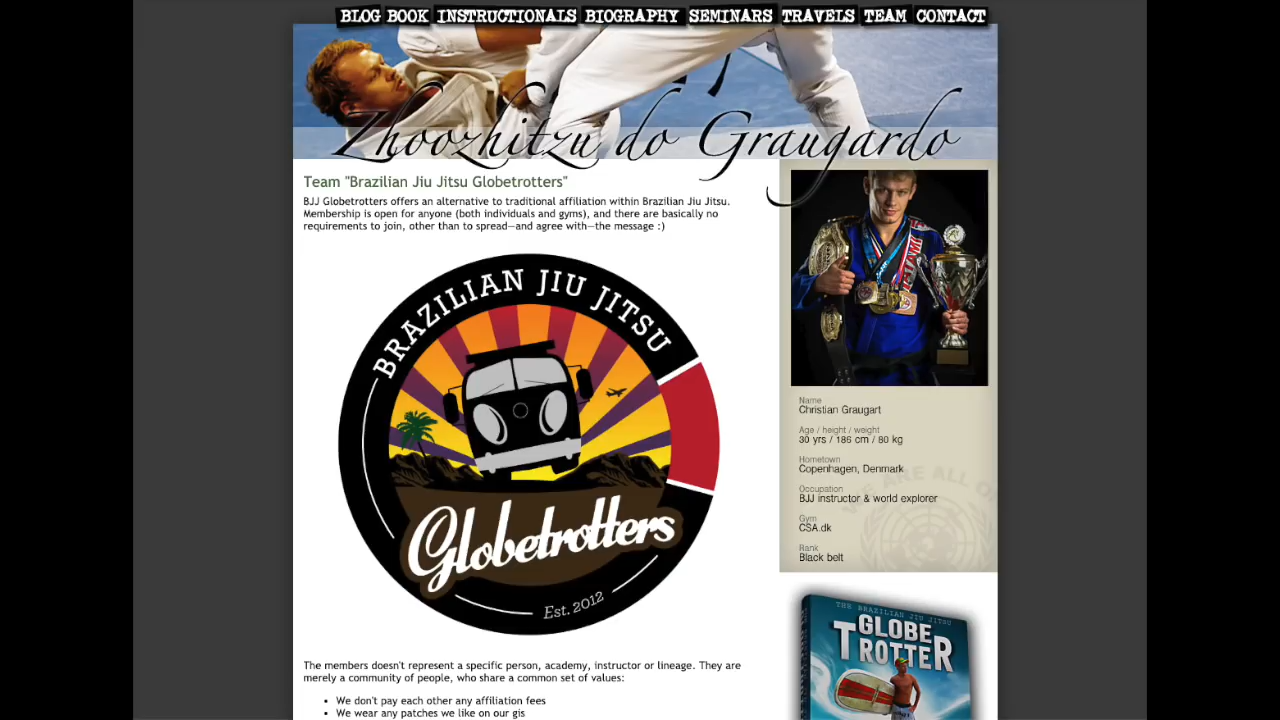 BLOG BOOK INSTRUCTIONALS BIOGRAPHY SEMINARS TRAVELS TEAM CONTACT
Zhoozhitzu do Graugardo
Team "Brazilian Jiu Jitsu Globetrotters"
BJJ Globetrotters offers an alternative to traditional affiliation within Brazilian Jiu Jitsu.
Membership is open for anyone (both individuals and gyms), and there are basically no
requirements to join, other than to spread—and agree with—the message :)
BRAZILIAN JIU JITSU
Globetrotters
Est. 2012
The members doesn't represent a specific person, academy, instructor or lineage. They are
merely a community of people, who share a common set of values:
• We don't pay each other any affiliation fees
• We wear any patches we like on our gis
Name
Christian Graugart
Age / height / weight
30 yrs / 186 cm / 80 kg
Hometown
Copenhagen, Denmark
Occupation
BJJ instructor & world explorer
Gym
CSA.dk
Rank
Black belt
WE ARE ALL
THE BRAZILIAN JIU JITSU
GLOBE
TROTTER